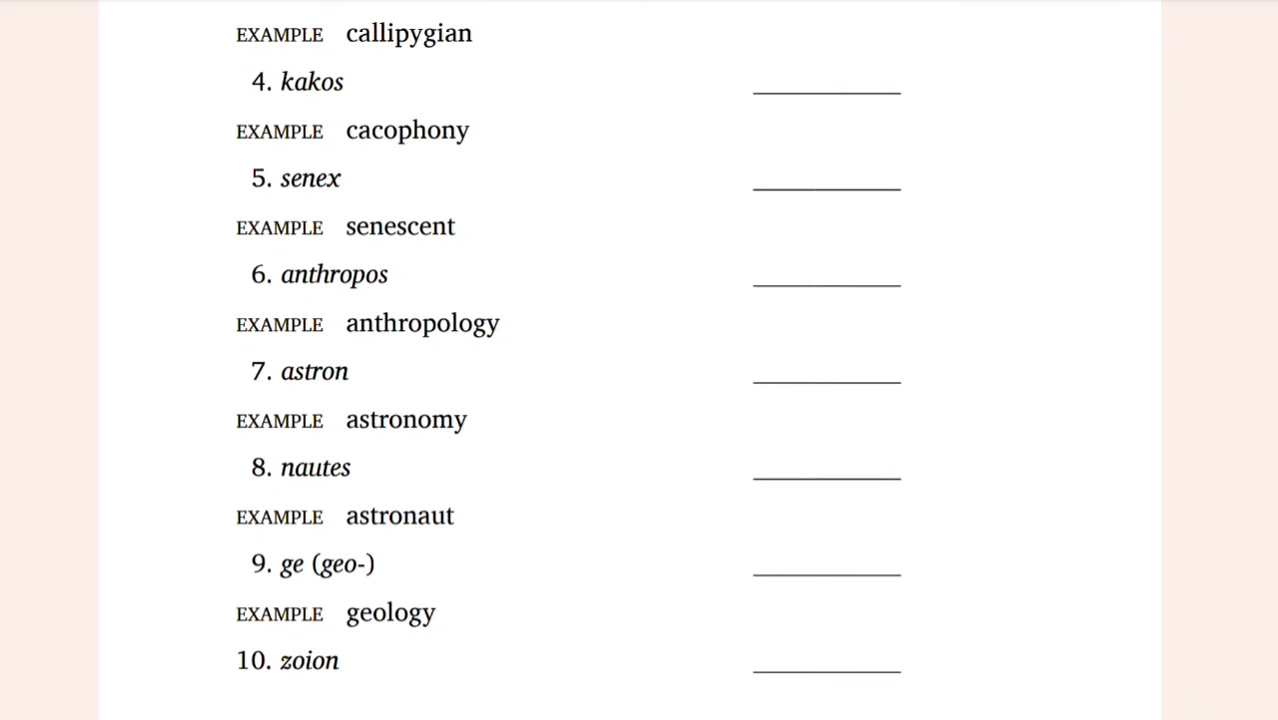 EXAMPLE callipygian
4. kakos
EXAMPLE cacophony
5. senex
EXAMPLE senescent
6. anthropos
EXAMPLE anthropology
7. astron
EXAMPLE astronomy
8. nautes
EXAMPLE astronaut
9. ge (geo-)
EXAMPLE geology
10. zoion